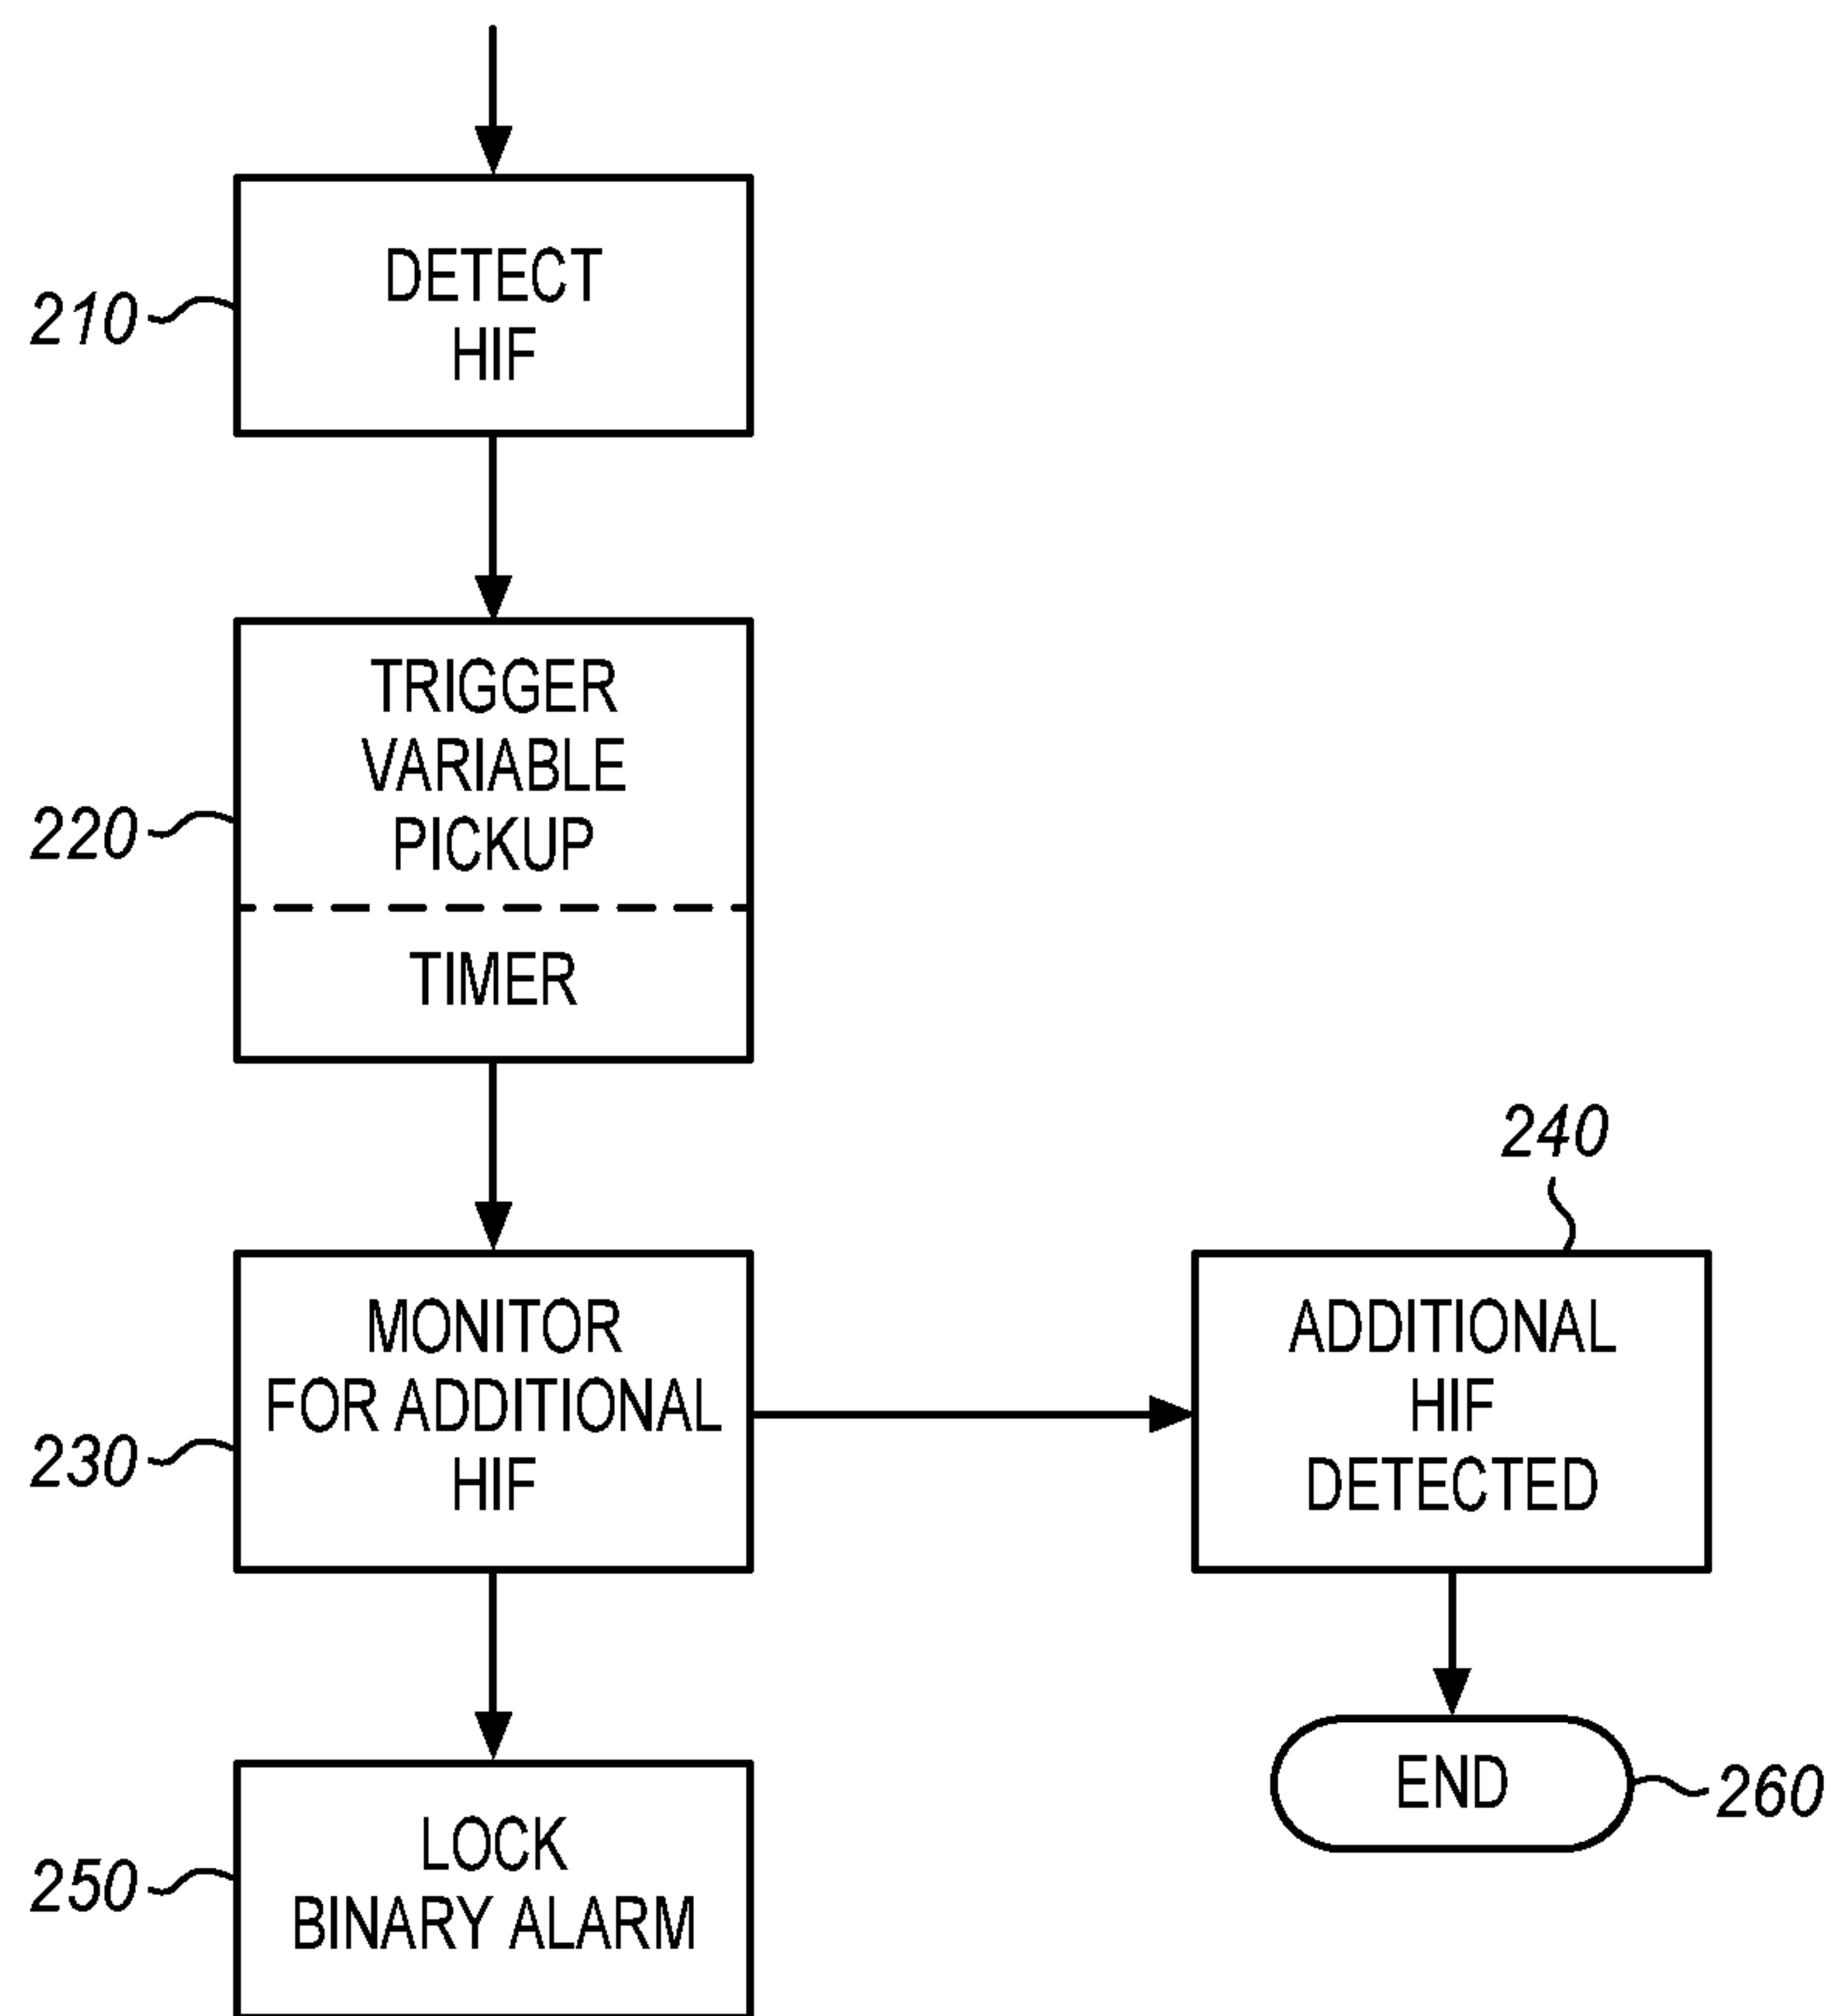 210
DETECT
HIF
220
TRIGGER
VARIABLE
PICKUP
TIMER
230
MONITOR
FOR ADDITIONAL
HIF
240
ADDITIONAL
HIF
DETECTED
250
LOCK
BINARY ALARM
END
260